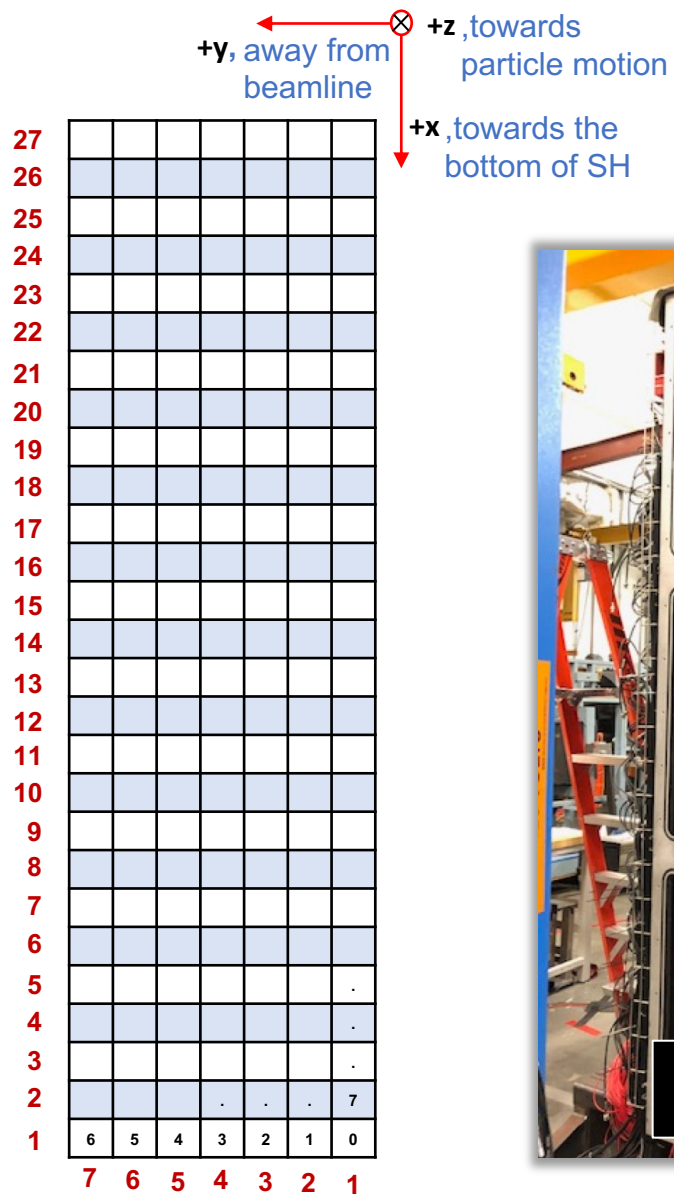 +z ,towards
particle motion
+y, away from
beamline
+x ,towards the
bottom of SH
27
26
25
24
23
22
21
20
19
18
17
16
15
14
13
12
11
10
9
8
7
6
5 .
4 .
3 .
2 . . . 7
1 6 5 4 3 2 1 0
7 6 5 4 3 2 1